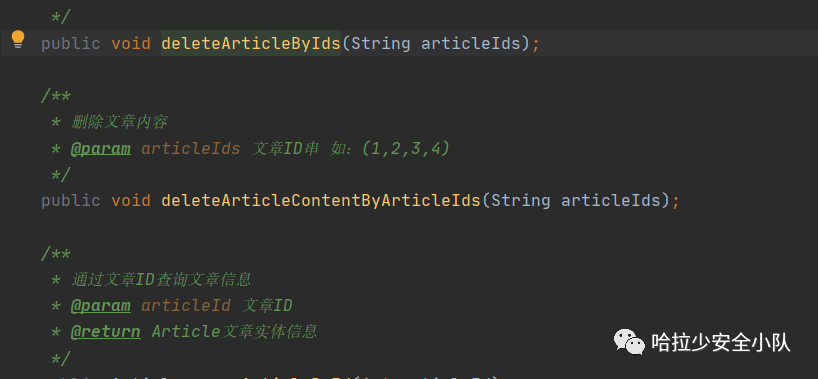 */
public void deleteArticleByIds(String articleIds);
/**
* 删除文章内容
* @param articleIds 文章ID串 如：(1,2,3,4)
*/
public void deleteArticleContentByArticleIds(String articleIds);
/**
* 通过文章ID查询文章信息
* @param articleId 文章ID
* @return Article文章实体信息
*/
哈拉少安全小队